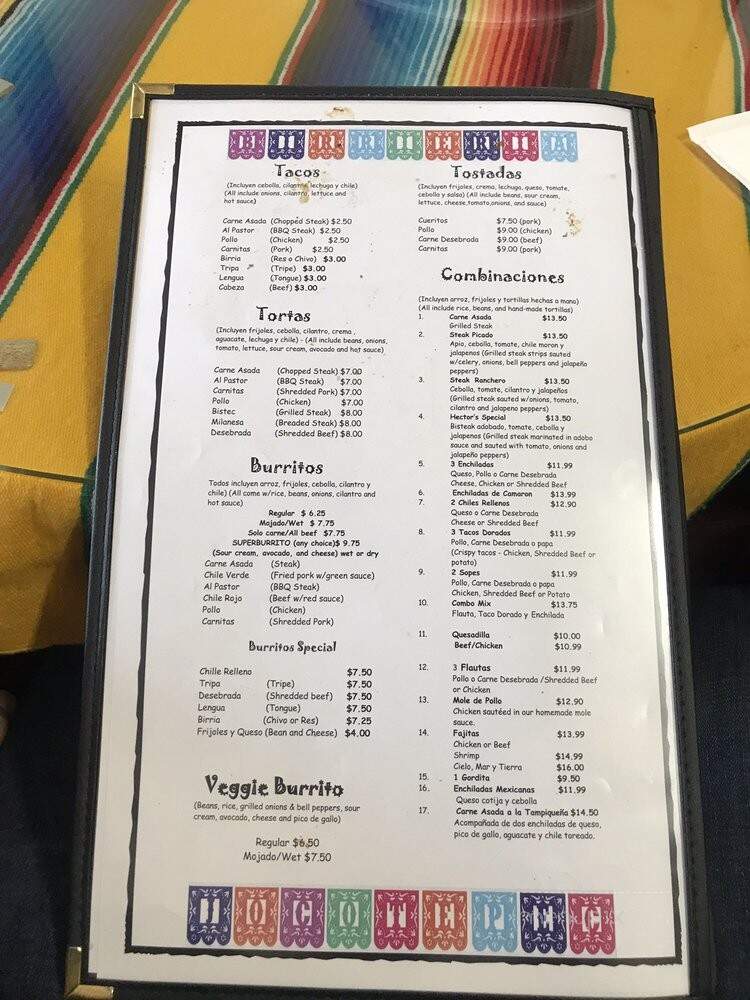 BIRRIERIA
Tacos
(Incluyen cebolla, cilantro, lechuga y chile)
(All include onions, cilantro, lettuce and
hot sauce)
Carne Asada (Chopped Steak) $2.50
Al Pastor (BBQ Steak) $2.50
Pollo (Chicken) $2.50
Carnitas (Pork) $2.50
Birria (Res o Chivo) $3.00
Tripa (Tripe) $3.00
Lengua (Tongue) $3.00
Cabeza (Beef) $3.00
Tortas
(Incluyen frijoles, cebolla, cilantro, crema ,
aguacate, lechuga y chile) - (All include beans, onions,
tomato, lettuce, sour cream, avocado and hot sauce)
Carne Asada (Chopped Steak) $7.00
Al Pastor (BBQ Steak) $7.00
Carnitas (Shredded Pork) $7.00
Pollo (Chicken) $7.00
Bistec (Grilled Steak) $8.00
Milanesa (Breaded Steak) $8.00
Desebrada (Shredded Beef) $8.00
Burritos
Todos incluyen arroz, frijoles, cebolla, cilantro y
chile) (All come w/rice, beans, onions, cilantro and
hot sauce)
Regular $ 6.25
Mojado/Wet $ 7.75
Solo carne/All beef $7.75
SUPERBURRITO (any choice)$ 9.75
(Sour cream, avocado, and cheese) wet or dry
Carne Asada (Steak)
Chile Verde (Fried pork w/green sauce)
Al Pastor (BBQ Steak)
Chile Rojo (Beef w/red sauce)
Pollo (Chicken)
Carnitas (Shredded Pork)
Burritos Special
Chille Relleno $7.50
Tripa (Tripe) $7.50
Desebrada (Shredded beef) $7.50
Lengua (Tongue) $7.50
Birria (Chivo or Res) $7.25
Frijoles y Queso (Bean and Cheese) $4.00
Veggie Burrito
(Beans, rice, grilled onions & bell peppers, sour
cream, avocado, cheese and pico de gallo)
Regular $6.50
Mojado/Wet $7.50
Tostadas
(Incluyen frijoles, crema, lechuga, queso, tomate,
cebolla y salsa) (All include beans, sour cream,
lettuce, cheese,tomato,onions, and sauce)
Cueritos $7.50 (pork)
Pollo $9.00 (chicken)
Carne Desebrada $9.00 (beef)
Carnitas $9.00 (pork)
Combinaciones
(Incluyen arroz, frijoles y tortillas hechas a mano)
(All include rice, beans, and hand-made tortillas)
1. Carne Asada $13.50
Grilled Steak
2. Steak Picado $13.50
Apio, cebolla, tomate, chile moron y
jalapenos (Grilled steak strips sauted
w/celery, onions, bell peppers and jalapeño
peppers)
3. Steak Ranchero $13.50
Cebolla, tomate, cilantro y jalapeños
(Grilled steak sauted w/onions, tomato,
cilantro and jalapeno peppers)
4. Hector's Special $13.50
Bisteak adobado, tomate, cebolla y
jalapenos (Grilled steak marinated in adobo
sauce and sauted with tomato, onions and
jalapeño peppers)
5. 3 Enchiladas $11.99
Queso, Pollo o Carne Desebrada
Cheese, Chicken or Shredded Beef
6. Enchiladas de Camaron $13.99
7. 2 Chiles Rellenos $12.90
Queso o Carne Desebrada
Cheese or Shredded Beef
8. 3 Tacos Dorados $11.99
Pollo, Carne Desebrada o papa
(Crispy tacos - Chicken, Shredded Beef or
potato)
9. 2 Sopes $11.99
Pollo, Carne Desebrada o papa
Chicken, Shredded Beef or Potato
10. Combo Mix $13.75
Flauta, Taco Dorado y Enchilada
11. Quesadilla $10.00
Beef/Chicken $10.99
12. 3 Flautas $11.99
Pollo o Carne Desebrada /Shredded Beef
or Chicken
13. Mole de Pollo $12.90
Chicken sautéed in our homemade mole
sauce.
14. Fajitas $13.99
Chicken or Beef
Shrimp $14.99
Cielo, Mar y Tierra $16.00
15. 1 Gordita $9.50
16. Enchiladas Mexicanas $11.99
Queso cotija y cebolla
17. Carne Asada a la Tampiqueña $14.50
Acompañada de dos enchiladas de queso,
pico de gallo, aguacate y chile toreado.
JOCOTEPEC